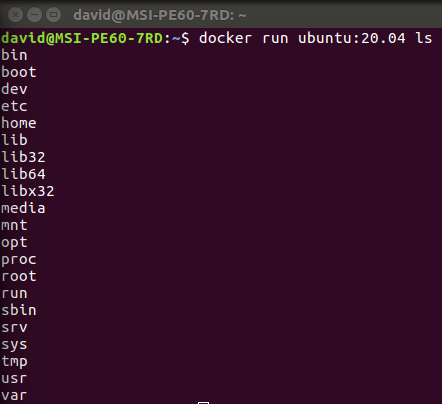 david@MSI-PE60-7RD: ~
david@MSI-PE60-7RD:~$ docker run ubuntu:20.04 ls
bin
boot
dev
etc
home
lib
lib32
lib64
libx32
media
mnt
opt
proc
root
run
sbin
srv
sys
tmp
usr
var